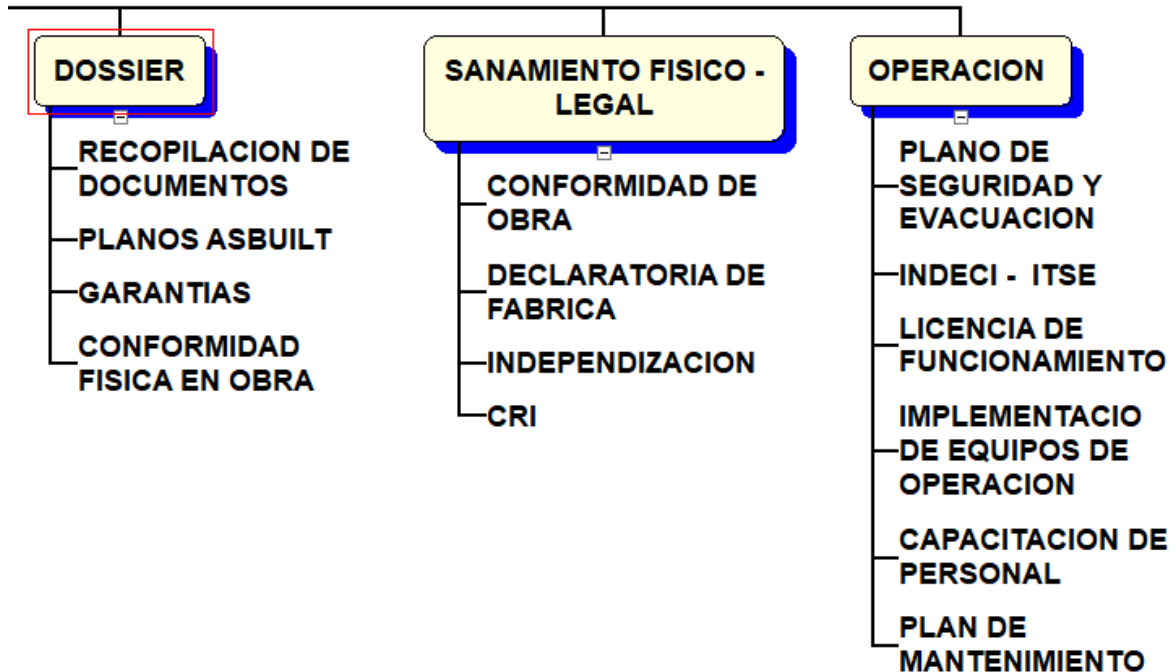 DOSSIER
RECOPILACION DE
DOCUMENTOS
PLANOS ASBUILT
GARANTIAS
CONFORMIDAD
FISICA EN OBRA
SANAMIENTO FISICO -
LEGAL
CONFORMIDAD DE
OBRA
DECLARATORIA DE
FABRICA
INDEPENDIZACION
CRI
OPERACION
PLANO DE
SEGURIDAD Y
EVACUACION
INDECI - ITSE
LICENCIA DE
FUNCIONAMIENTO
IMPLEMENTACIO
DE EQUIPOS DE
OPERACION
CAPACITACION DE
PERSONAL
PLAN DE
MANTENIMIENTO